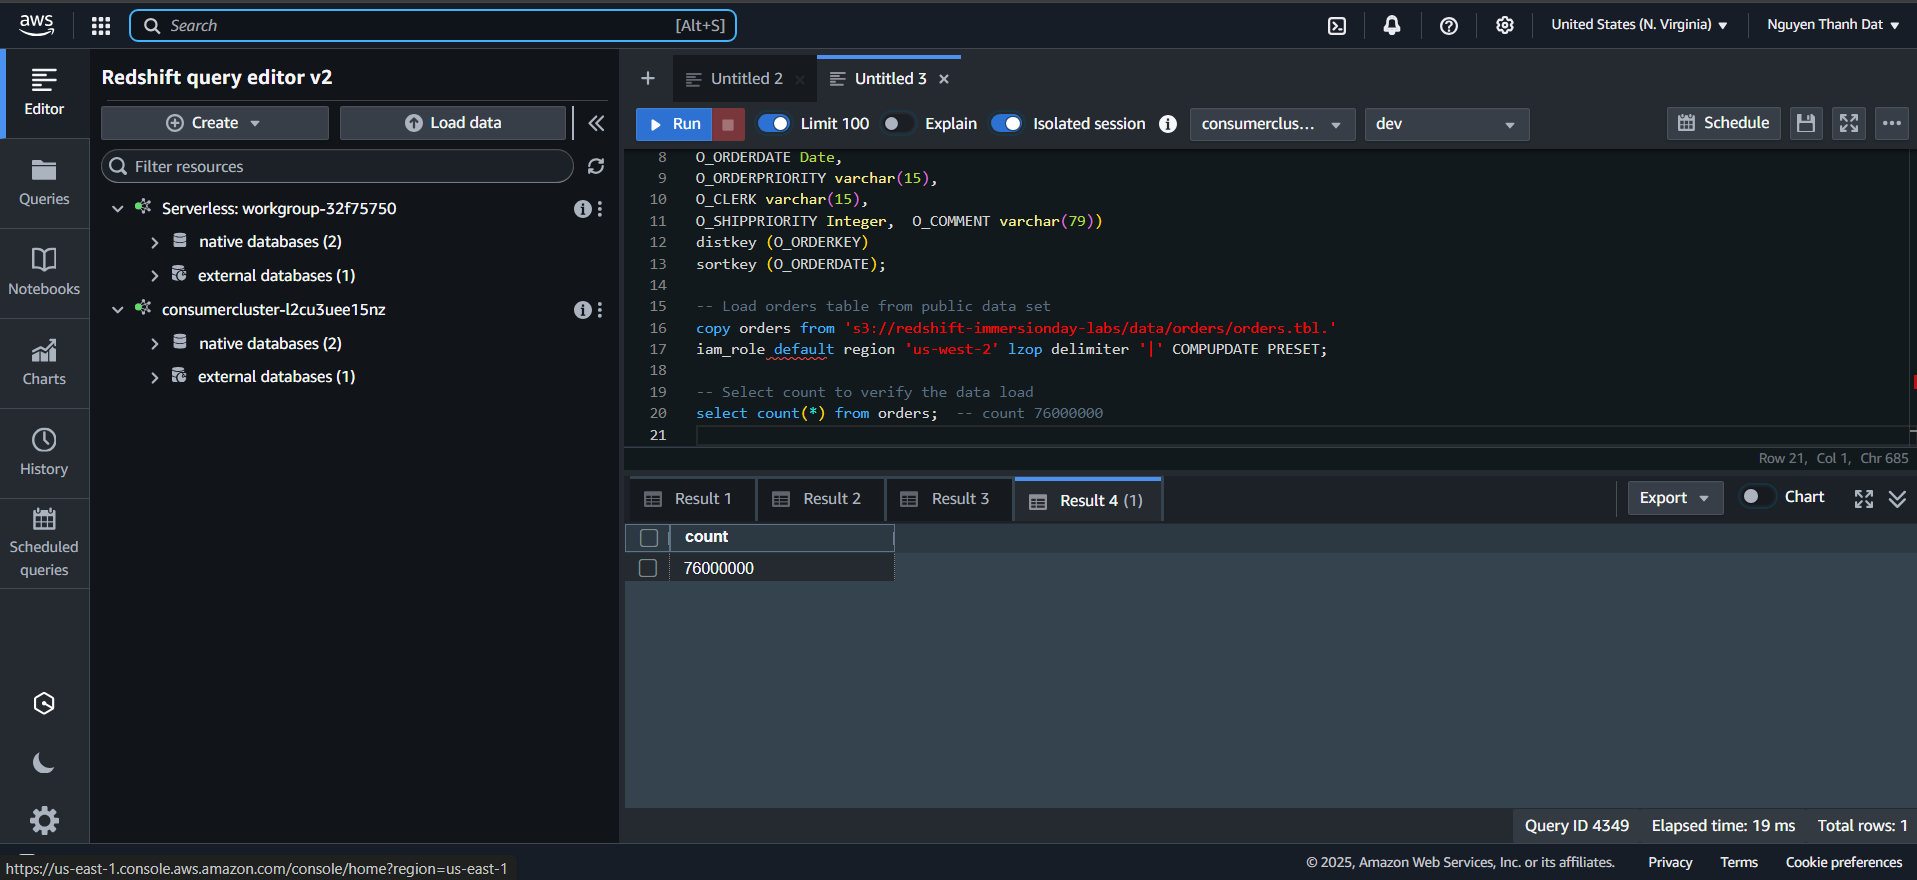 aws
Search
[Alt+S]
United States (N. Virginia)
Nguyen Thanh Dat
Editor
Queries
Notebooks
Charts
History
Scheduled
queries
Redshift query editor v2
Create
Load data
Filter resources
Serverless: workgroup-32f75750
native databases (2)
external databases (1)
consumercluster-l2cu3uee15nz
native databases (2)
external databases (1)
Untitled 2
Untitled 3
Run
Limit 100
Explain
Isolated session
consumerclus...
dev
Schedule
8 O_ORDERDATE Date,
9 O_ORDERPRIORITY varchar(15),
10 O_CLERK varchar(15),
11 O_SHIPPRIORITY Integer,  O_COMMENT varchar(79))
12 distkey (O_ORDERKEY)
13 sortkey (O_ORDERDATE);
14
15 -- Load orders table from public data set
16 copy orders from 's3://redshift-immersionday-labs/data/orders/orders.tbl.'
17 iam_role default region 'us-west-2' lzop delimiter '|' COMPUPDATE PRESET;
18
19 -- Select count to verify the data load
20 select count(*) from orders;  -- count 76000000
21
Row 21, Col 1, Chr 685
Result 1
Result 2
Result 3
Result 4 (1)
Export
Chart
count
76000000
Query ID 4349
Elapsed time: 19 ms
Total rows: 1
https://us-east-1.console.aws.amazon.com/console/home?region=us-east-1
© 2025, Amazon Web Services, Inc. or its affiliates.
Privacy
Terms
Cookie preferences